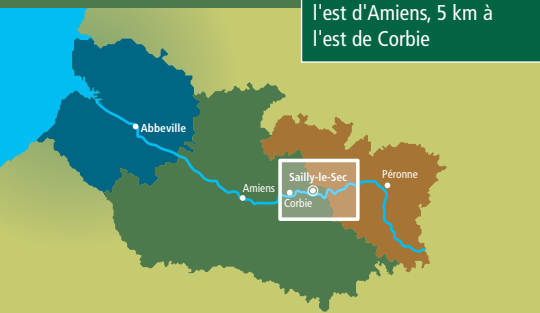 l'est d'Amiens, 5 km à
l'est de Corbie
Abbeville
Sailly-le-Sec
Péronne
Amiens
Corbie